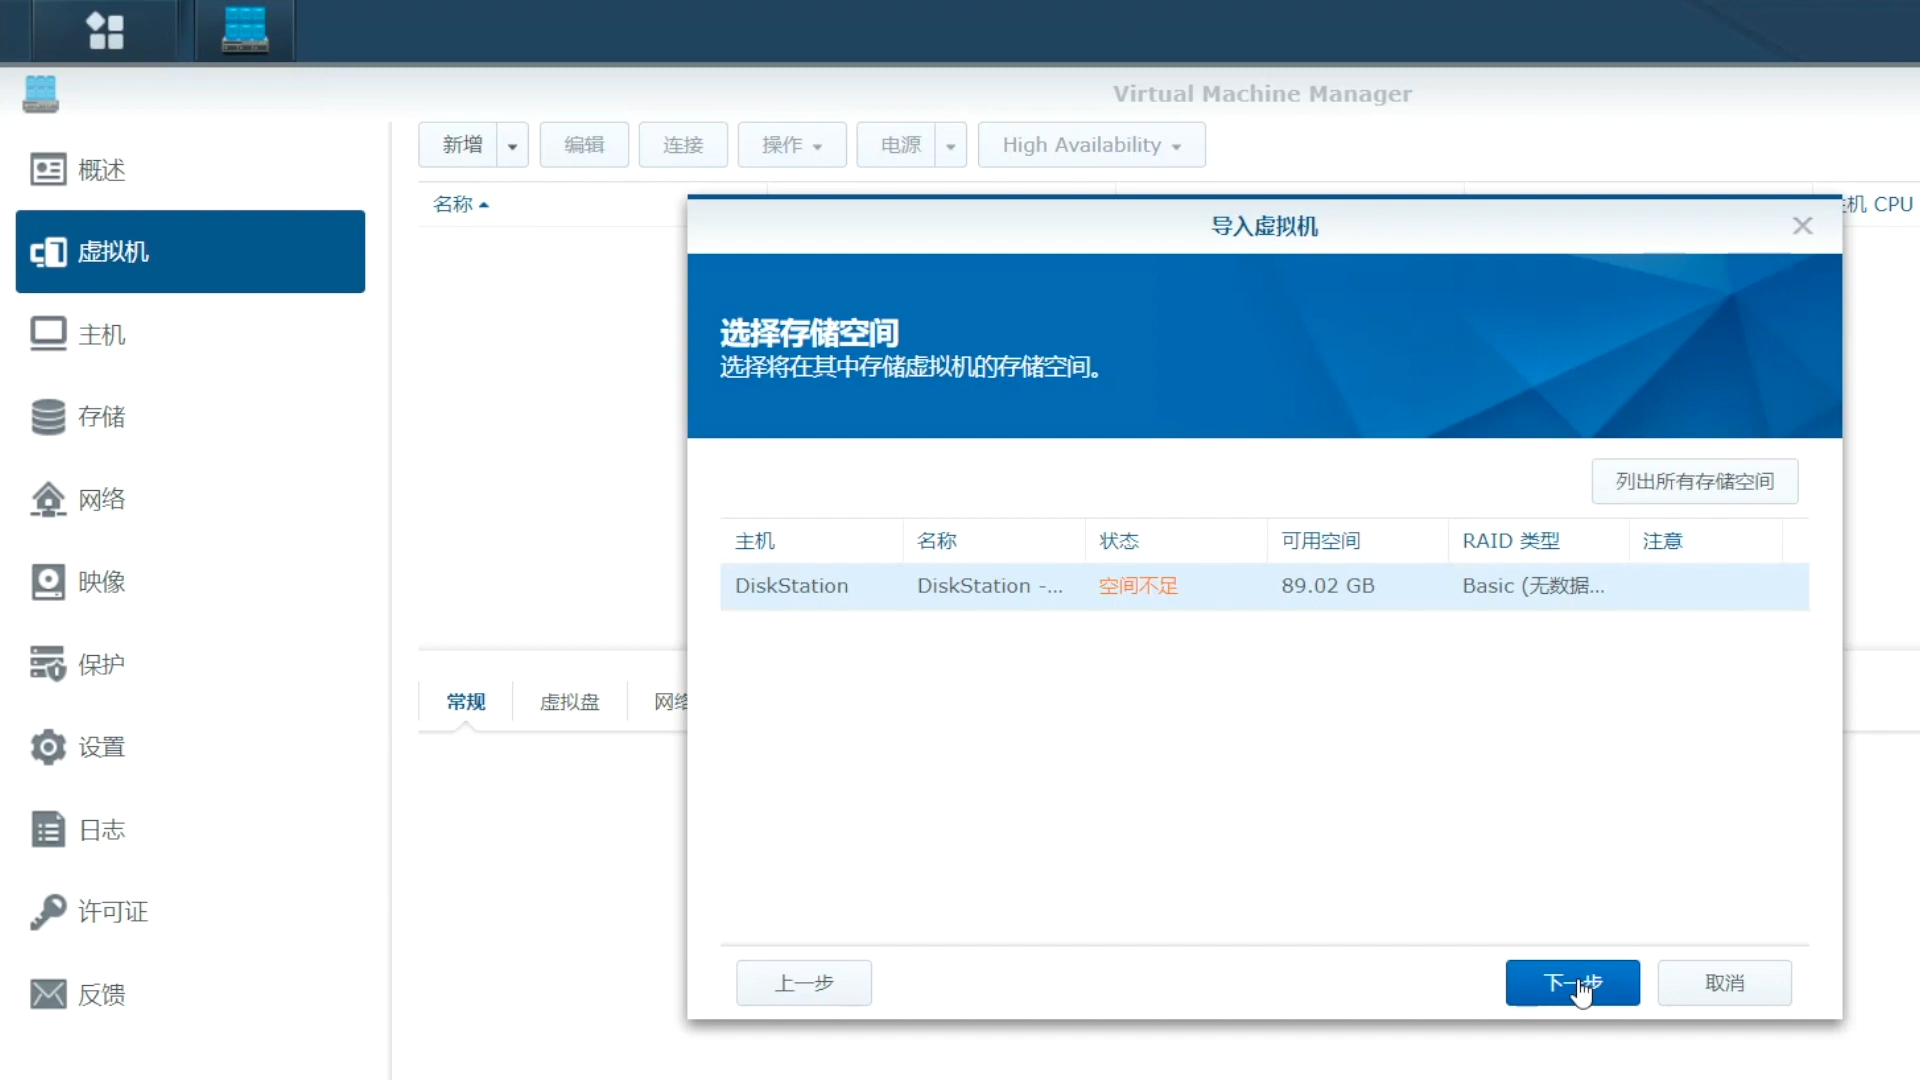 Virtual Machine Manager
概述
虚拟机
主机
存储
网络
映像
保护
设置
日志
许可证
反馈
新增
编辑
连接
操作
电源
High Availability
名称
机 CPU
常规
虚拟盘
网络
导入虚拟机
选择存储空间
选择将在其中存储虚拟机的存储空间。
列出所有存储空间
主机 名称 状态 可用空间 RAID 类型 注意
DiskStation DiskStation -... 空间不足 89.02 GB Basic (无数据...
上一步
下一步
取消